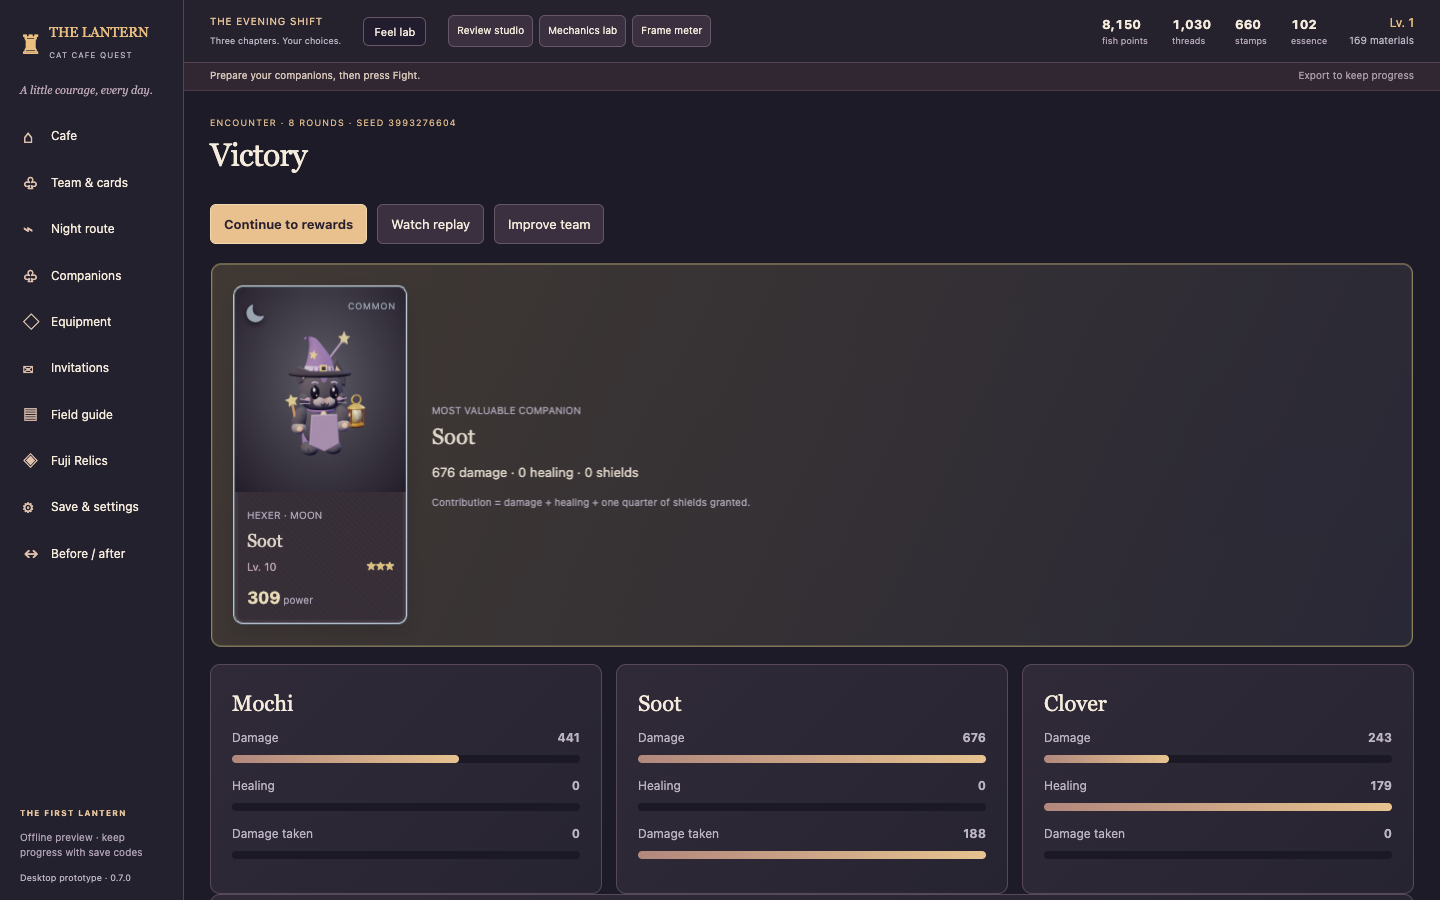 THE LANTERN
CAT CAFE QUEST
A little courage, every day.
Cafe
Team & cards
Night route
Companions
Equipment
Invitations
Field guide
Fuji Relics
Save & settings
Before / after
THE FIRST LANTERN
Offline preview · keep
progress with save codes
Desktop prototype · 0.7.0
THE EVENING SHIFT
Three chapters. Your choices.
Feel lab
Review studio
Mechanics lab
Frame meter
8,150
fish points
1,030
threads
660
stamps
102
essence
Lv. 1
169 materials
Prepare your companions, then press Fight.
Export to keep progress
ENCOUNTER · 8 ROUNDS · SEED 3993276604
Victory
Continue to rewards
Watch replay
Improve team
COMMON
HEXER · MOON
Soot
Lv. 10
309 power
MOST VALUABLE COMPANION
Soot
676 damage · 0 healing · 0 shields
Contribution = damage + healing + one quarter of shields granted.
Mochi
Damage 441
Healing 0
Damage taken 0
Soot
Damage 676
Healing 0
Damage taken 188
Clover
Damage 243
Healing 179
Damage taken 0